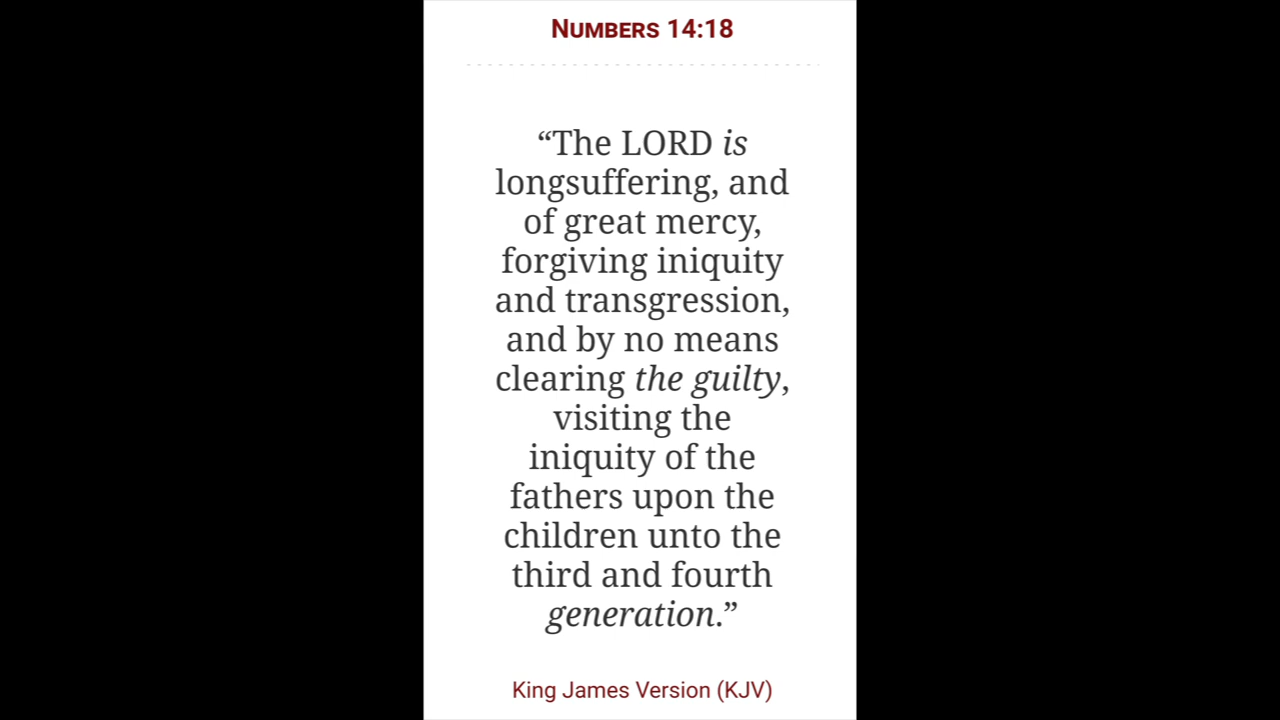 NUMBERS 14:18
“The LORD is
longsuffering, and
of great mercy,
forgiving iniquity
and transgression,
and by no means
clearing the guilty,
visiting the
iniquity of the
fathers upon the
children unto the
third and fourth
generation.”
King James Version (KJV)